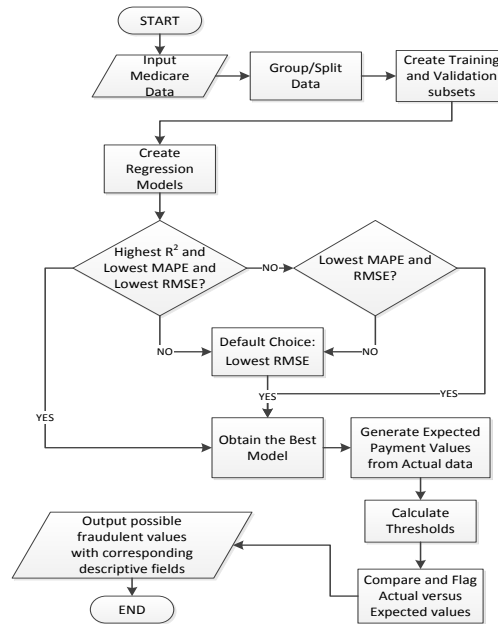 START
Input
Medicare
Data
Group/Split
Data
Create Training
and Validation
subsets
Create
Regression
Models
Highest R² and
Lowest MAPE and
Lowest RMSE?
NO
Lowest MAPE and
RMSE?
NO
Default Choice:
Lowest RMSE
NO
YES
YES
YES
Obtain the Best
Model
Generate Expected
Payment Values
from Actual data
Calculate
Thresholds
Compare and Flag
Actual versus
Expected values
Output possible
fraudulent values
with corresponding
descriptive fields
END